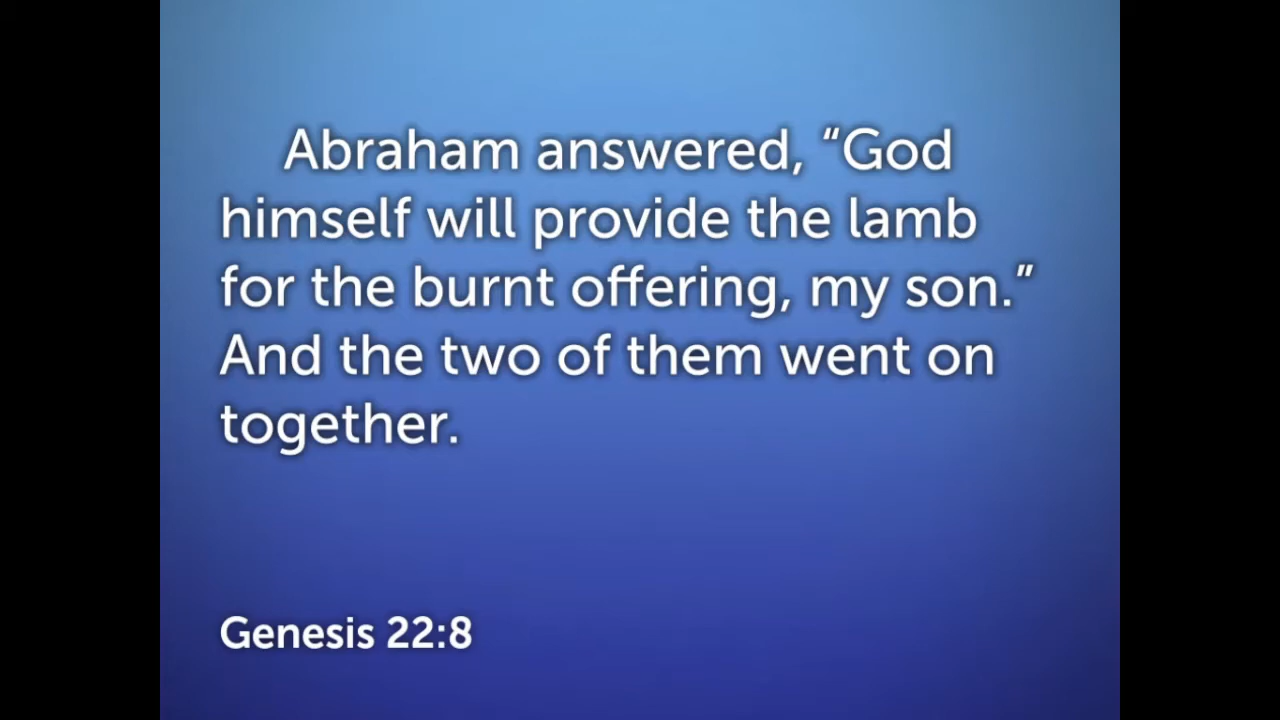 Abraham answered, “God
himself will provide the lamb
for the burnt offering, my son.”
And the two of them went on
together.
Genesis 22:8